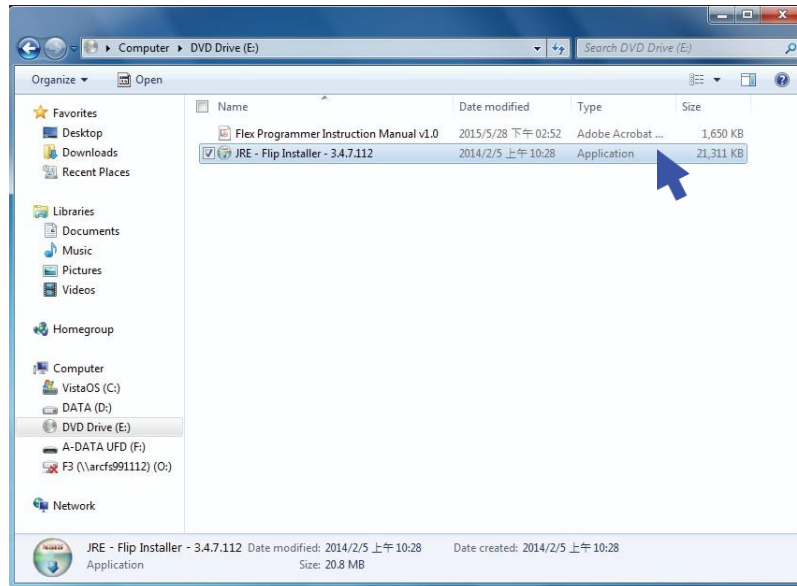 Computer ▸ DVD Drive (E:)
Search DVD Drive (E:)
Organize ▾ Open
Name Date modified Type Size
Flex Programmer Instruction Manual v1.0 2015/5/28 下午 02:52 Adobe Acrobat ... 1,650 KB
JRE - Flip Installer - 3.4.7.112 2014/2/5 上午 10:28 Application 21,311 KB
Favorites
Desktop
Downloads
Recent Places
Libraries
Documents
Music
Pictures
Videos
Homegroup
Computer
VistaOS (C:)
DATA (D:)
DVD Drive (E:)
A-DATA UFD (F:)
F3 (\\arcfs991112) (O:)
Network
JRE - Flip Installer - 3.4.7.112 Date modified: 2014/2/5 上午 10:28 Date created: 2014/2/5 上午 10:28
Application Size: 20.8 MB